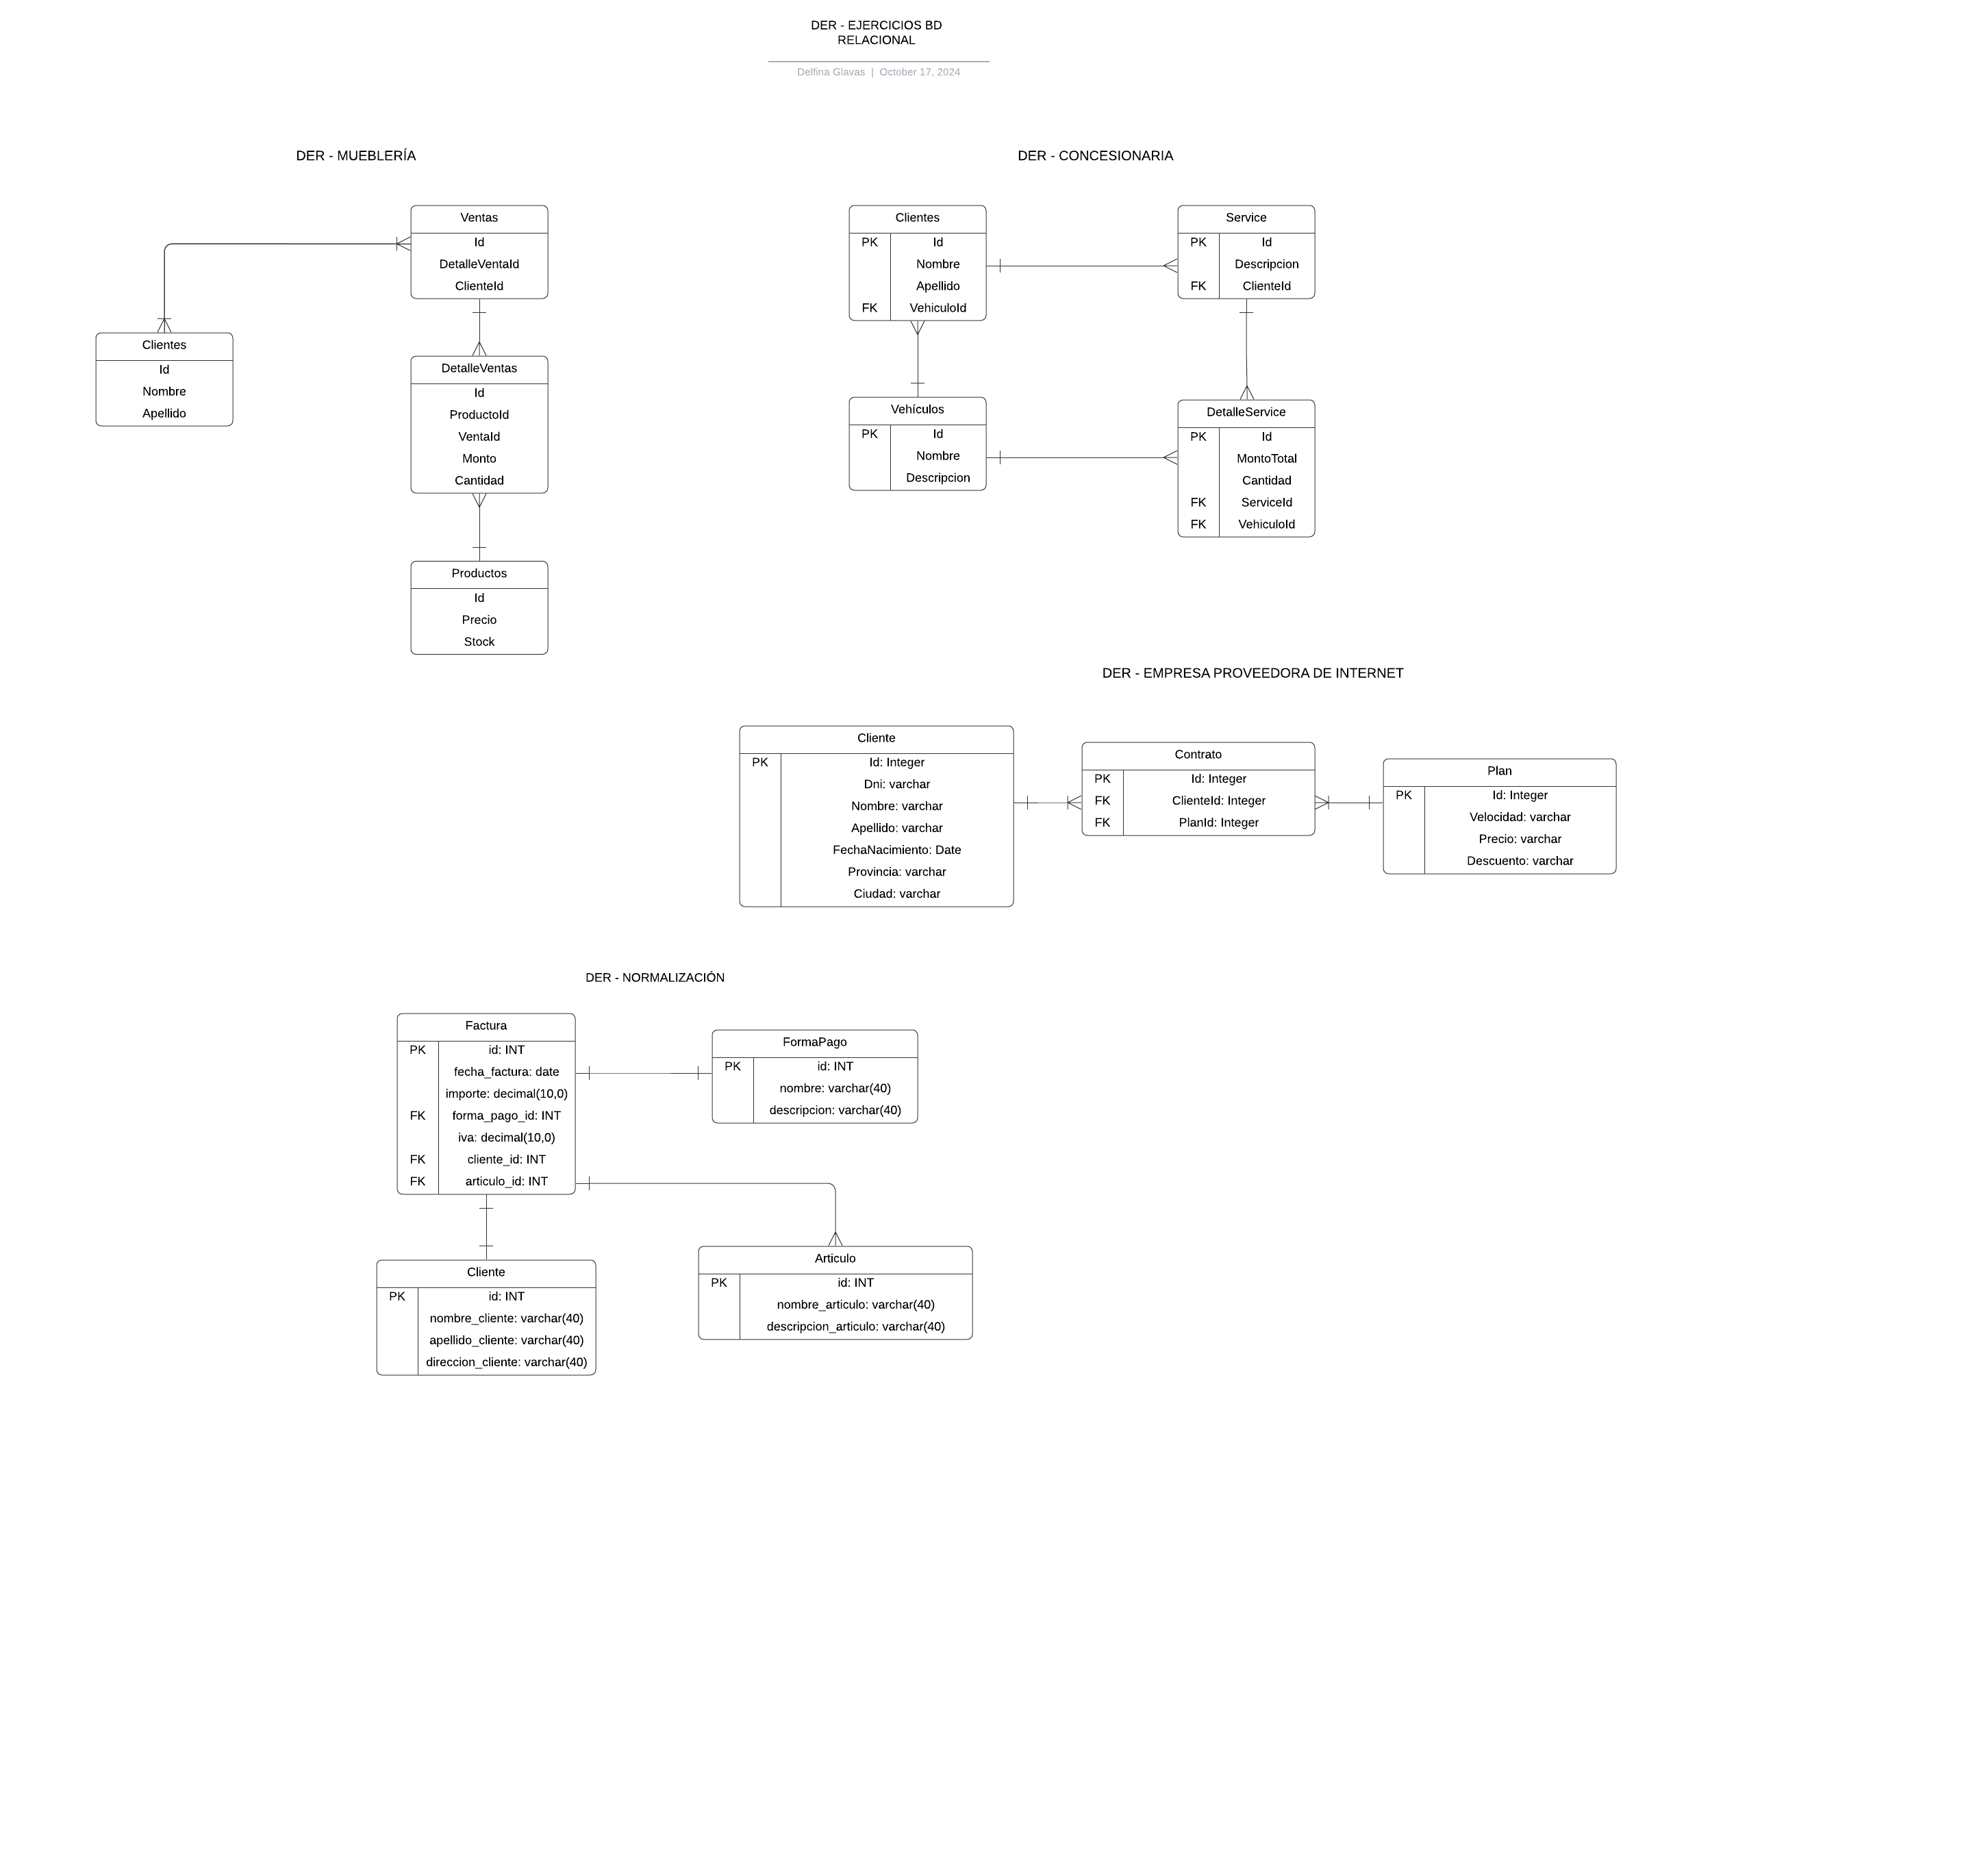 DER - EJERCICIOS BD
RELACIONAL
Delfina Glavas | October 17, 2024
DER - MUEBLERÍA
Ventas
Id
DetalleVentaId
ClienteId
Clientes
Id
Nombre
Apellido
DetalleVentas
Id
ProductoId
VentaId
Monto
Cantidad
Productos
Id
Precio
Stock
DER - CONCESIONARIA
Clientes
PK Id
Nombre
Apellido
FK VehiculoId
Service
PK Id
Descripcion
FK ClienteId
Vehículos
PK Id
Nombre
Descripcion
DetalleService
PK Id
MontoTotal
Cantidad
FK ServiceId
FK VehiculoId
DER - EMPRESA PROVEEDORA DE INTERNET
Cliente
PK Id: Integer
Dni: varchar
Nombre: varchar
Apellido: varchar
FechaNacimiento: Date
Provincia: varchar
Ciudad: varchar
Contrato
PK Id: Integer
FK ClienteId: Integer
FK PlanId: Integer
Plan
PK Id: Integer
Velocidad: varchar
Precio: varchar
Descuento: varchar
DER - NORMALIZACIÓN
Factura
PK id: INT
fecha_factura: date
importe: decimal(10,0)
FK forma_pago_id: INT
iva: decimal(10,0)
FK cliente_id: INT
FK articulo_id: INT
FormaPago
PK id: INT
nombre: varchar(40)
descripcion: varchar(40)
Cliente
PK id: INT
nombre_cliente: varchar(40)
apellido_cliente: varchar(40)
direccion_cliente: varchar(40)
Articulo
PK id: INT
nombre_articulo: varchar(40)
descripcion_articulo: varchar(40)